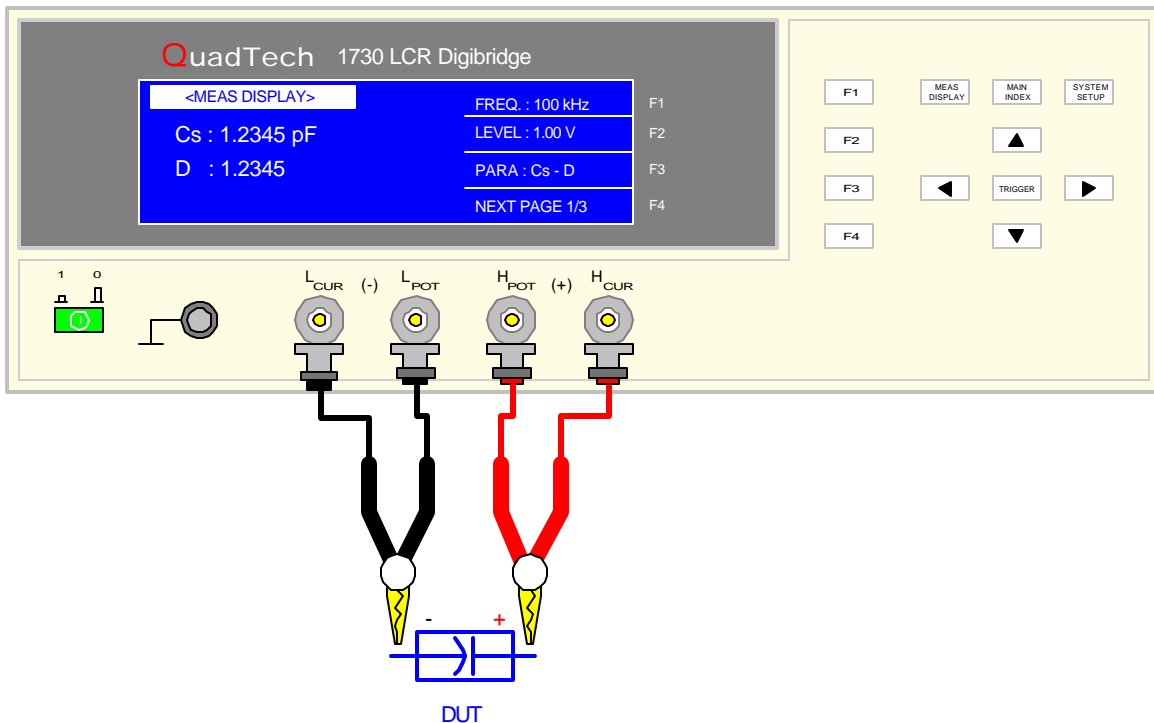 QuadTech 1730 LCR Digibridge
<MEAS DISPLAY>
Cs : 1.2345 pF
D : 1.2345
FREQ. : 100 kHz
LEVEL : 1.00 V
PARA : Cs - D
NEXT PAGE 1/3
F1
F2
F3
F4
F1
F2
F3
F4
MEAS DISPLAY
MAIN INDEX
SYSTEM SETUP
TRIGGER
1 0
LCUR (-) LPOT HPOT (+) HCUR
- +
DUT